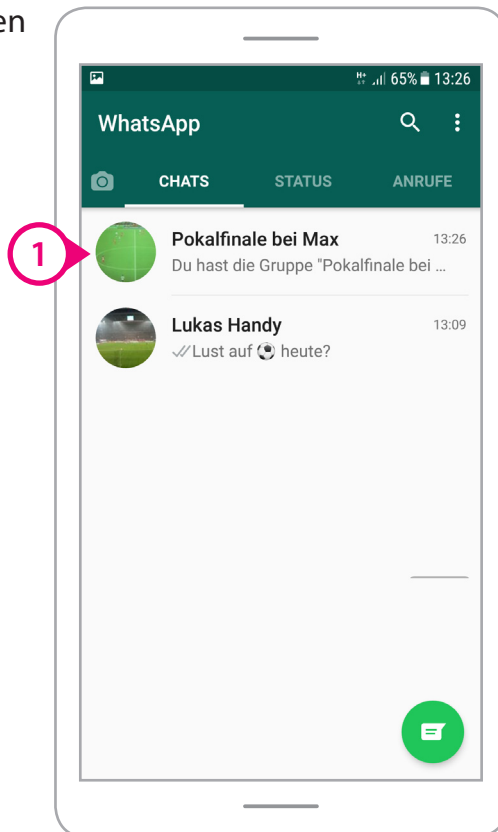 en
65% 13:26
WhatsApp
CHATS STATUS ANRUFE
1
Pokalfinale bei Max 13:26
Du hast die Gruppe "Pokalfinale bei ...
Lukas Handy 13:09
Lust auf ⚽ heute?